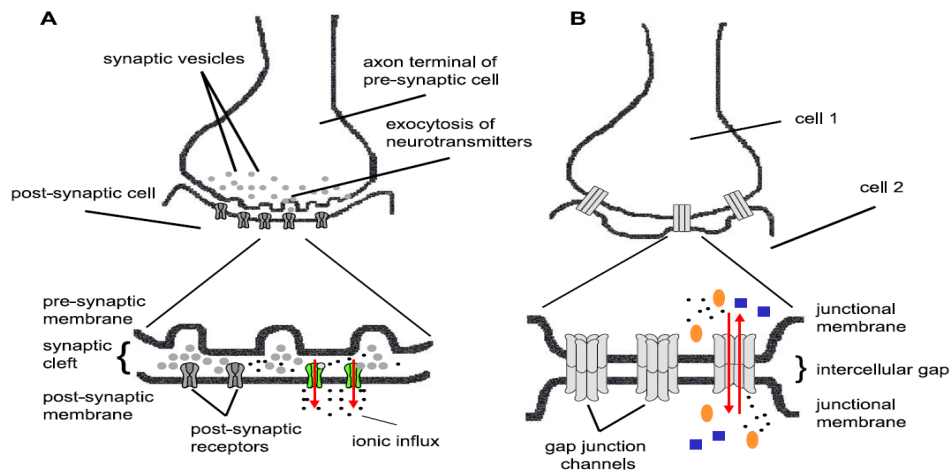 A
synaptic vesicles
axon terminal of
pre-synaptic cell
exocytosis of
neurotransmitters
post-synaptic cell
pre-synaptic
membrane
synaptic
cleft
post-synaptic
membrane
post-synaptic
receptors
ionic influx
B
cell 1
cell 2
junctional
membrane
intercellular gap
junctional
membrane
gap junction
channels